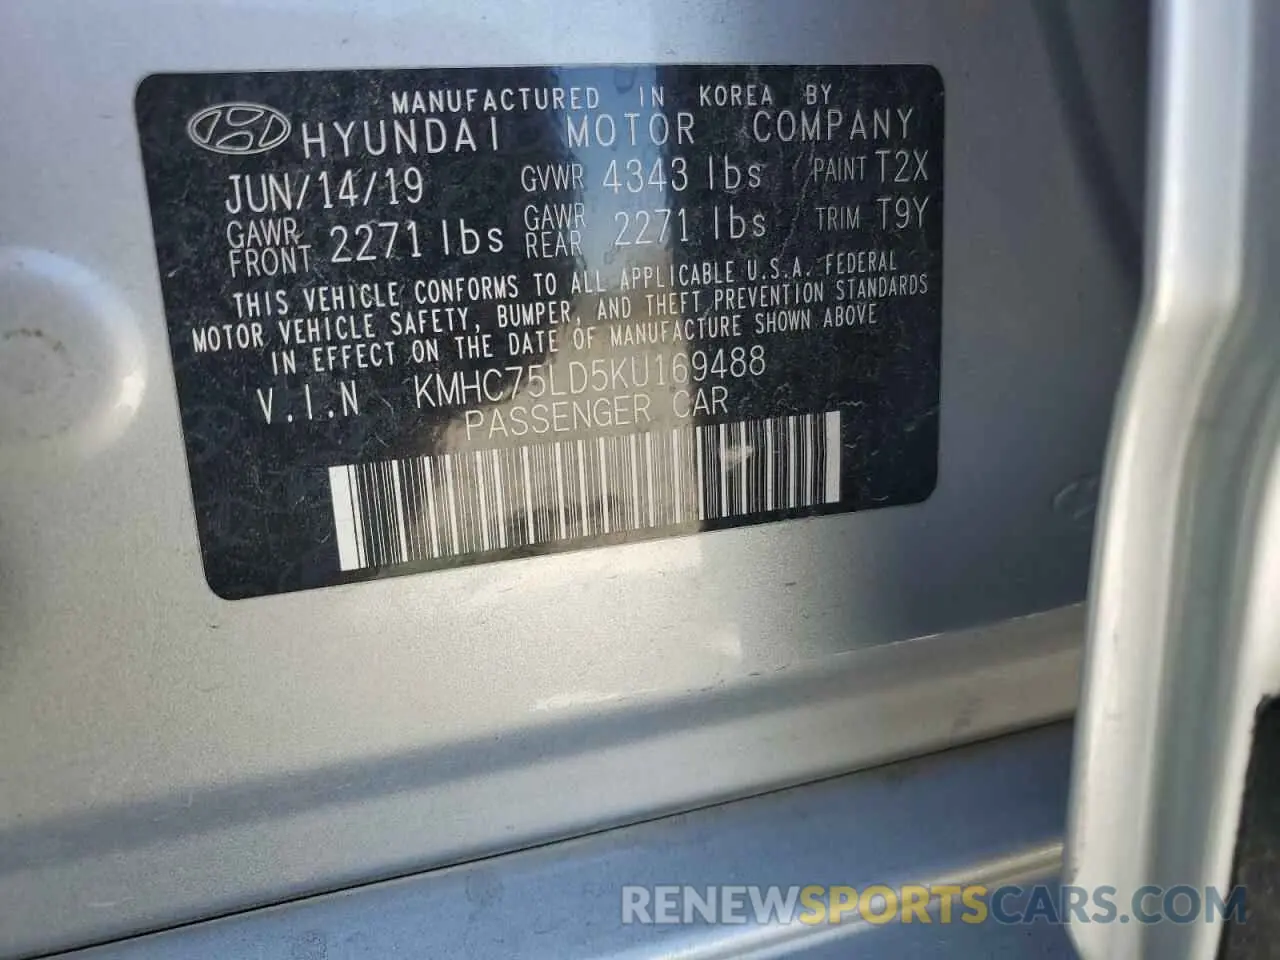 MANUFACTURED IN KOREA BY
HYUNDAI MOTOR COMPANY
JUN/14/19 GVWR 4343 lbs PAINT T2X
GAWR FRONT 2271 lbs GAWR REAR 2271 lbs TRIM T9Y
THIS VEHICLE CONFORMS TO ALL APPLICABLE U.S.A. FEDERAL
MOTOR VEHICLE SAFETY, BUMPER, AND THEFT PREVENTION STANDARDS
IN EFFECT ON THE DATE OF MANUFACTURE SHOWN ABOVE
V.I.N KMHC75LD5KU169488
PASSENGER CAR
RENEWSPORTSCARS.COM